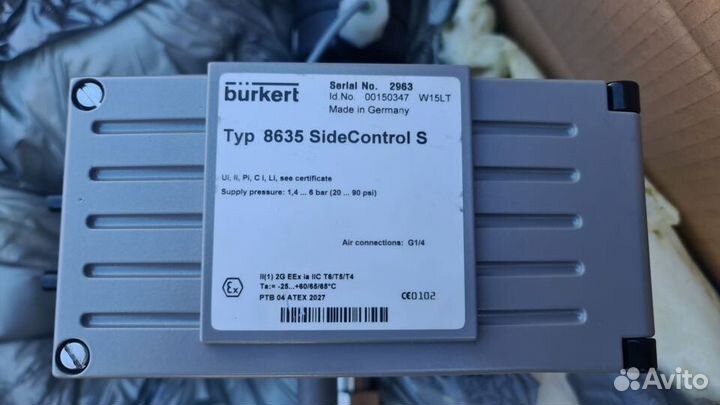 bürkert
Serial No. 2963
Id.No. 00150347 W15LT
Made in Germany
Typ 8635 SideControl S
Ui, Ii, Pi, C i, Li, see certificate
Supply pressure: 1,4 ... 6 bar (20 ... 90 psi)
Air connections: G1/4
II(1) 2G EEx ia IIC T6/T5/T4
Ta:= -25...+60/65/65°C
PTB 04 ATEX 2027
εx
CE0102
Avito